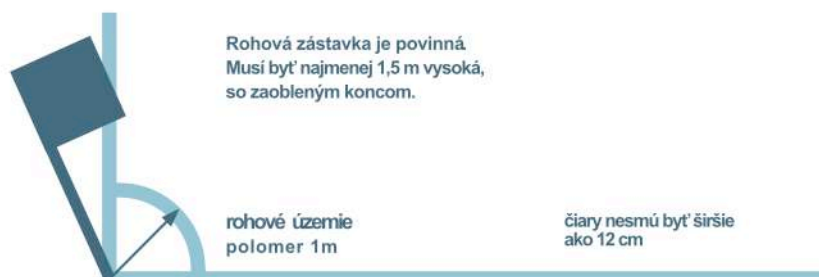 Rohová zástavka je povinná.
Musí byť najmenej 1,5 m vysoká,
so zaobleným koncom.
rohové územie
polomer 1m
čiary nesmú byť širšie
ako 12 cm